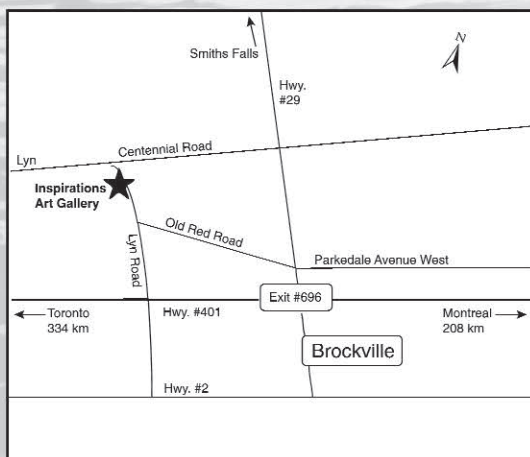 N
Smiths Falls
Hwy.
#29
Centennial Road
Lyn
Inspirations
Art Gallery
Old Red Road
Lyn Road
Parkedale Avenue West
Exit #696
Toronto
334 km
Hwy. #401
Montreal
208 km
Brockville
Hwy. #2